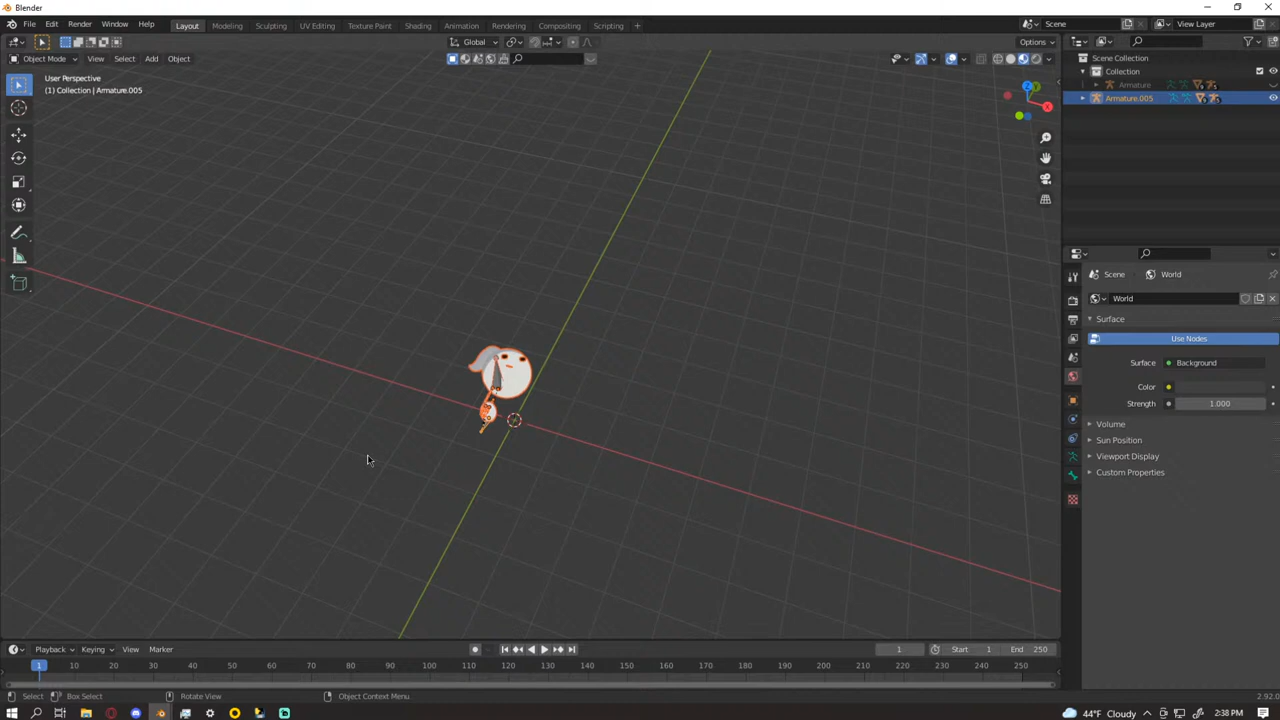 Blender
File Edit Render Window Help
Layout Modeling Sculpting UV Editing Texture Paint Shading Animation Rendering Compositing Scripting
Scene
View Layer
Global
Options
Object Mode View Select Add Object
User Perspective
(1) Collection | Armature.005
Z
Y
X
Scene Collection
Collection
Armature
Armature.005
Scene World
World
Surface
Use Nodes
Surface Background
Color
Strength 1.000
Volume
Sun Position
Viewport Display
Custom Properties
Playback Keying View Marker
1
Start 1
End 250
1 10 20 30 40 50 60 70 80 90 100 110 120 130 140 150 160 170 180 190 200 210 220 230 240 250
Select Box Select Rotate View Object Context Menu
2.92.0
44°F Cloudy
2:38 PM